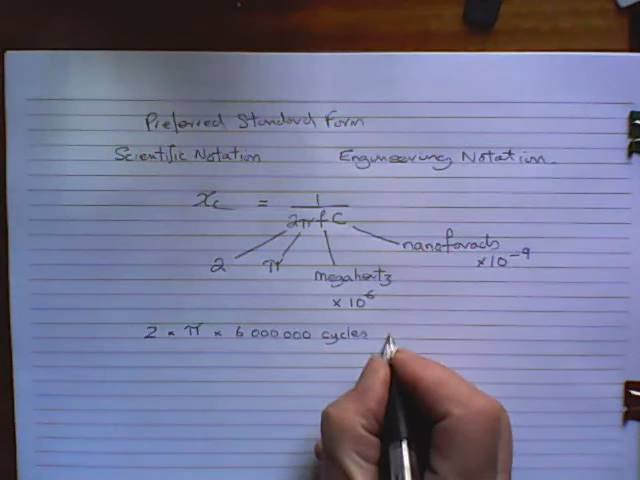 Preferred Standard Form
Scientific Notation Engineering Notation.
Xc = 1
2πfC
nanofarads
× 10⁻⁹
2 π
megahertz
× 10⁶
2 × π × 6 000 000 cycles